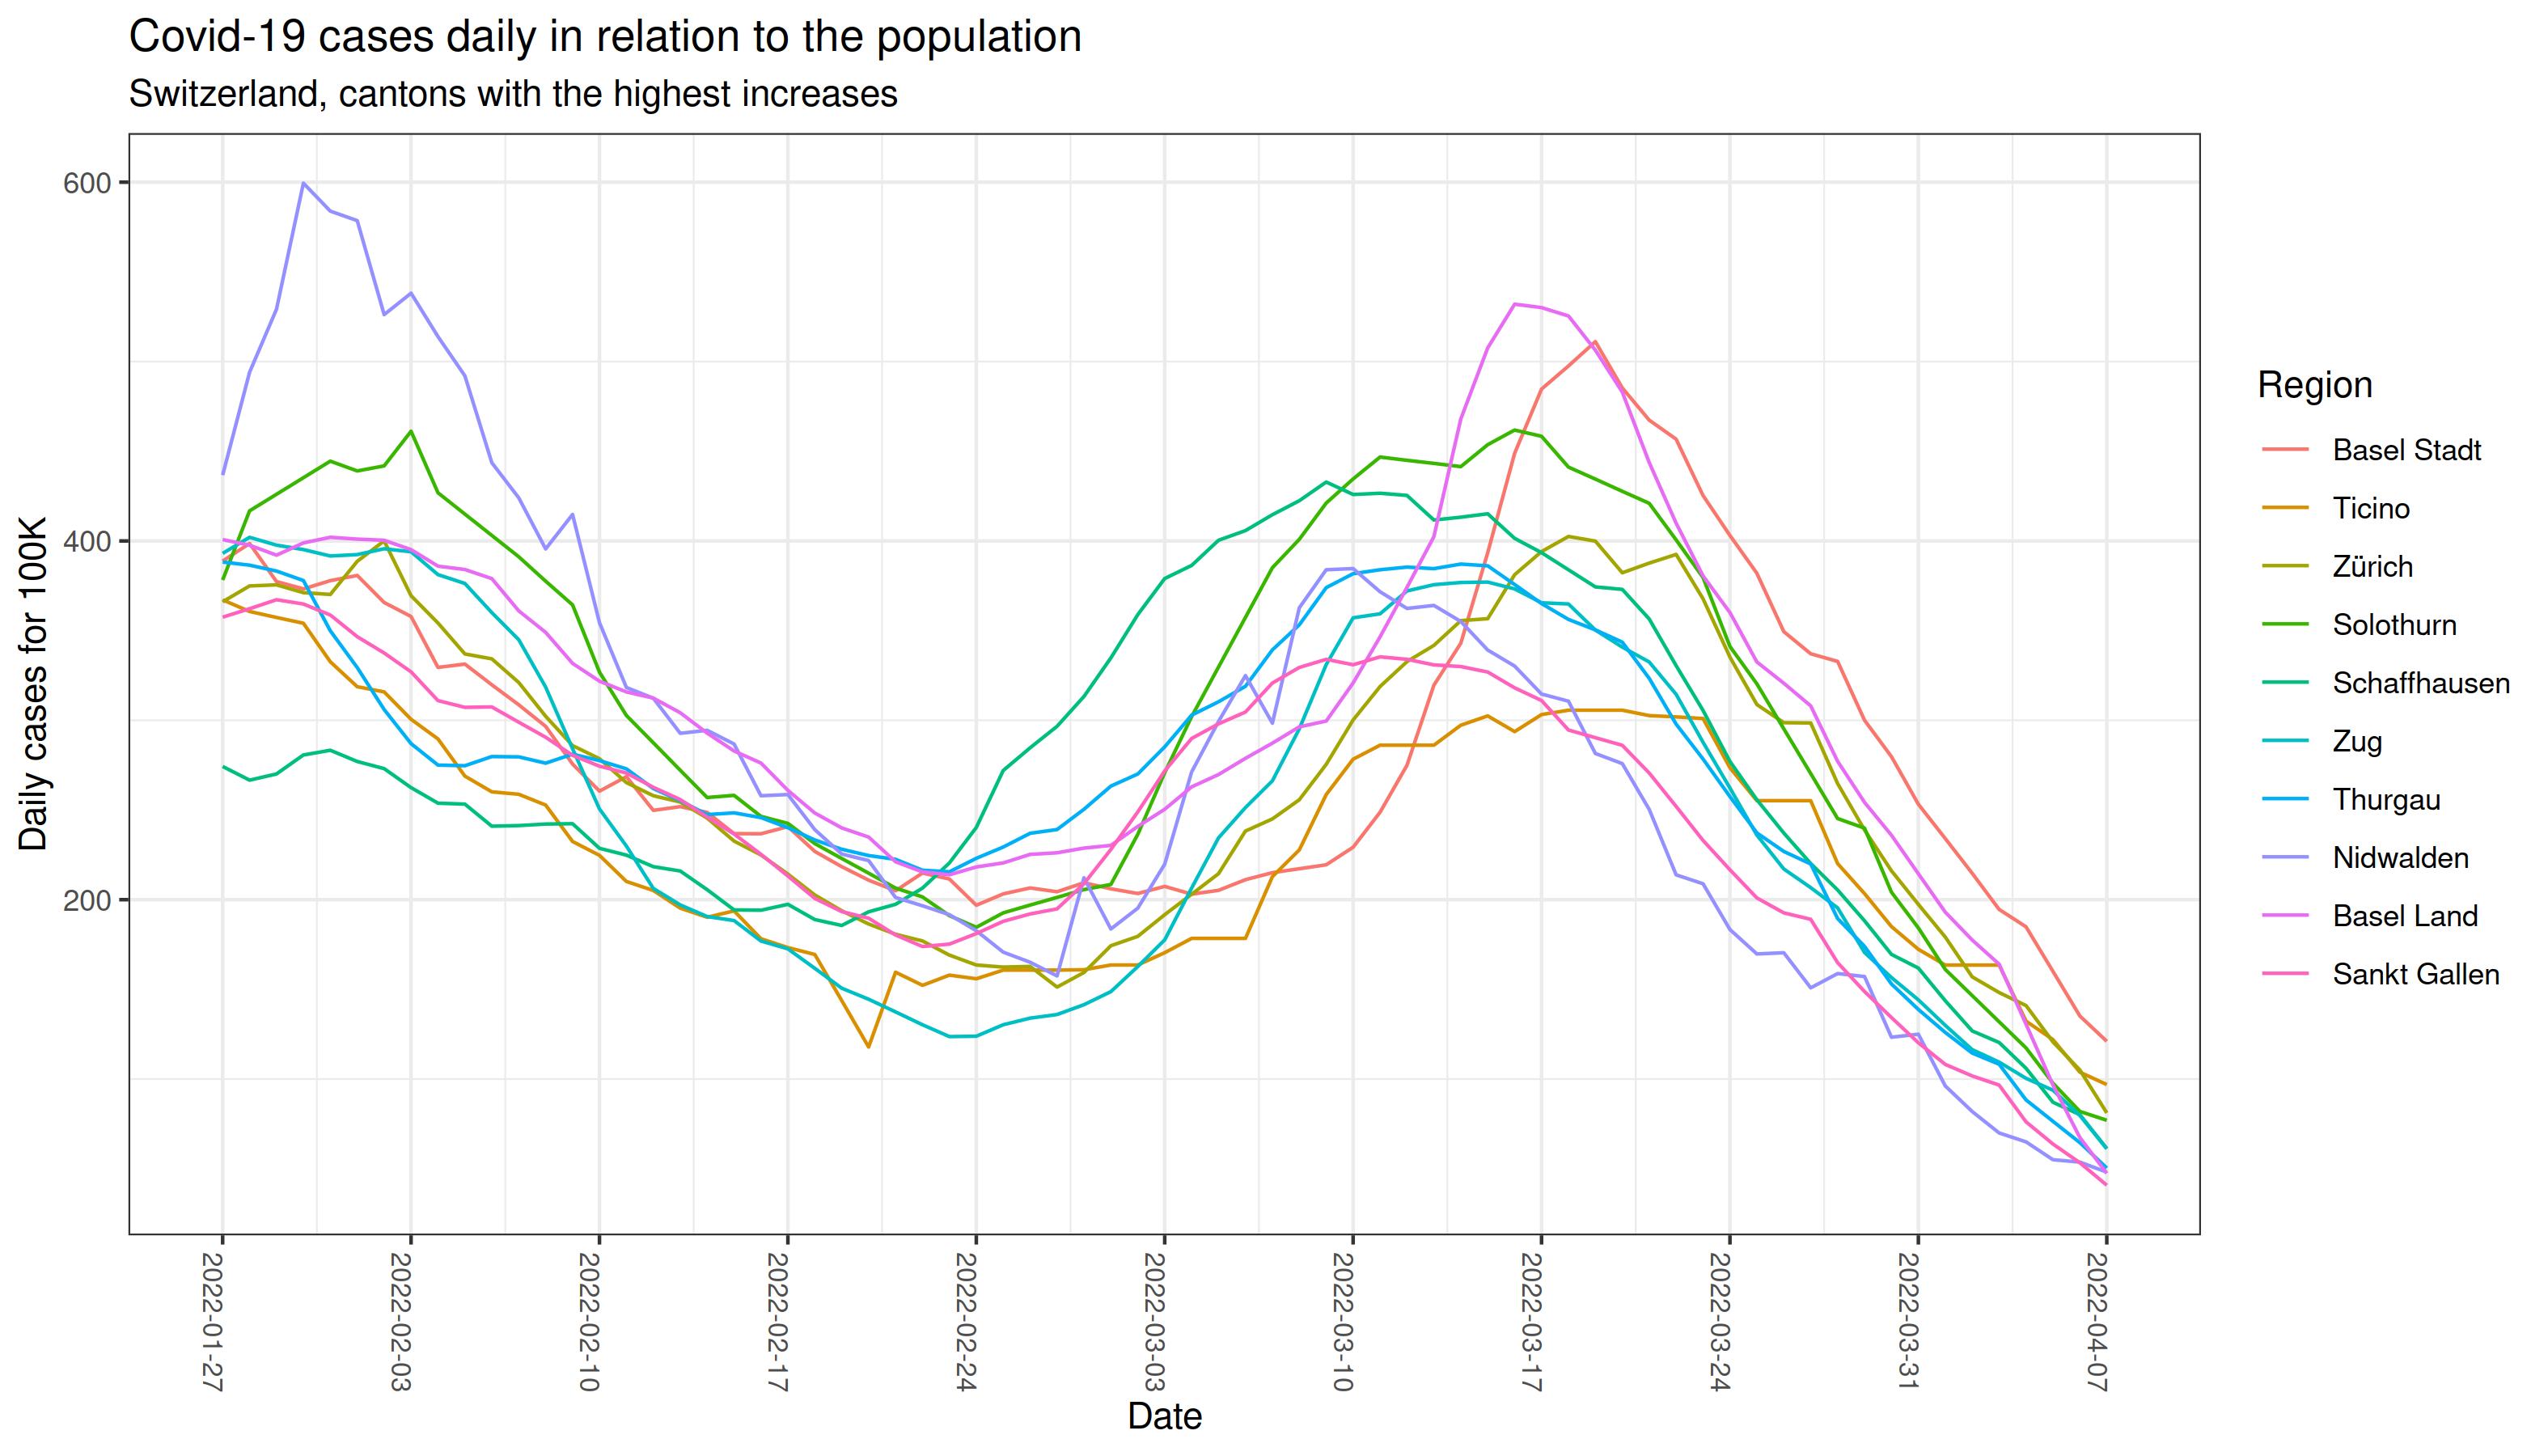 Covid-19 cases daily in relation to the population
Switzerland, cantons with the highest increases
Daily cases for 100K
600
400
200
2022-01-27
2022-02-03
2022-02-10
2022-02-17
2022-02-24
2022-03-03
2022-03-10
2022-03-17
2022-03-24
2022-03-31
2022-04-07
Date
Region
Basel Stadt
Ticino
Zürich
Solothurn
Schaffhausen
Zug
Thurgau
Nidwalden
Basel Land
Sankt Gallen